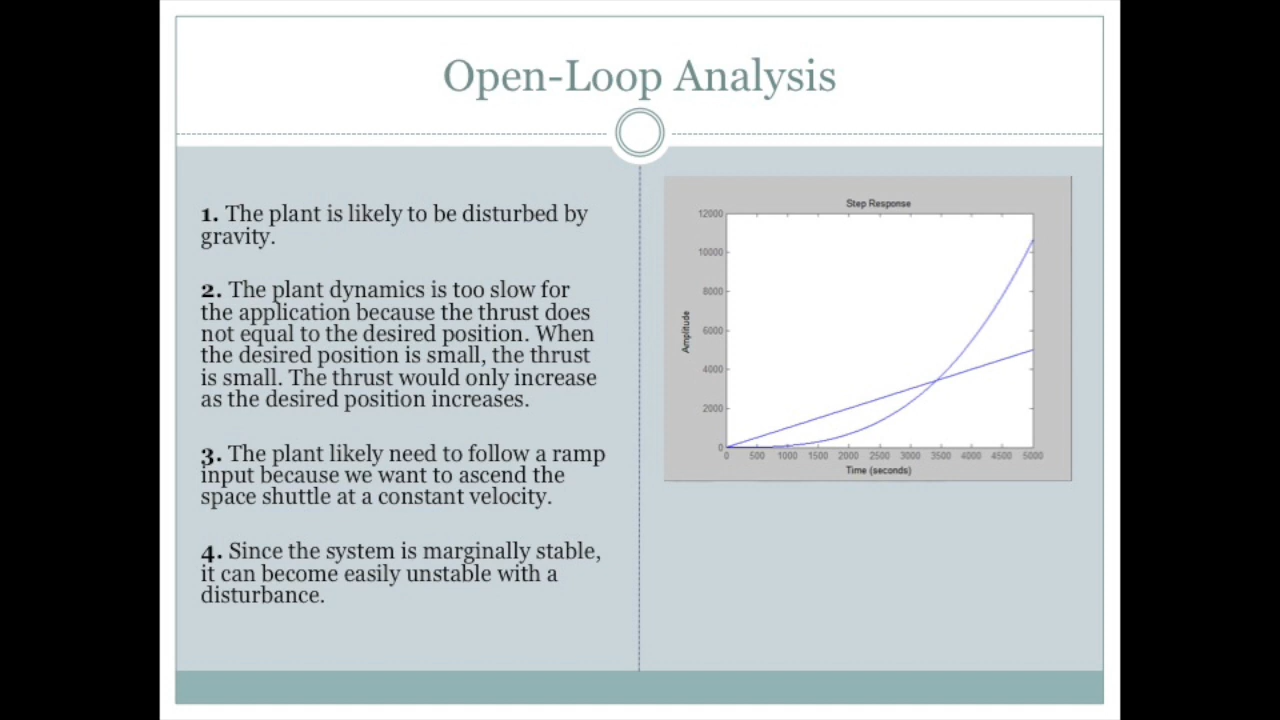 Open-Loop Analysis
1. The plant is likely to be disturbed by
gravity.
2. The plant dynamics is too slow for
the application because the thrust does
not equal to the desired position. When
the desired position is small, the thrust
is small. The thrust would only increase
as the desired position increases.
3. The plant likely need to follow a ramp
input because we want to ascend the
space shuttle at a constant velocity.
4. Since the system is marginally stable,
it can become easily unstable with a
disturbance.
Step Response
12000
10000
8000
6000
4000
2000
0
Amplitude
0 500 1000 1500 2000 2500 3000 3500 4000 4500 5000
Time (seconds)